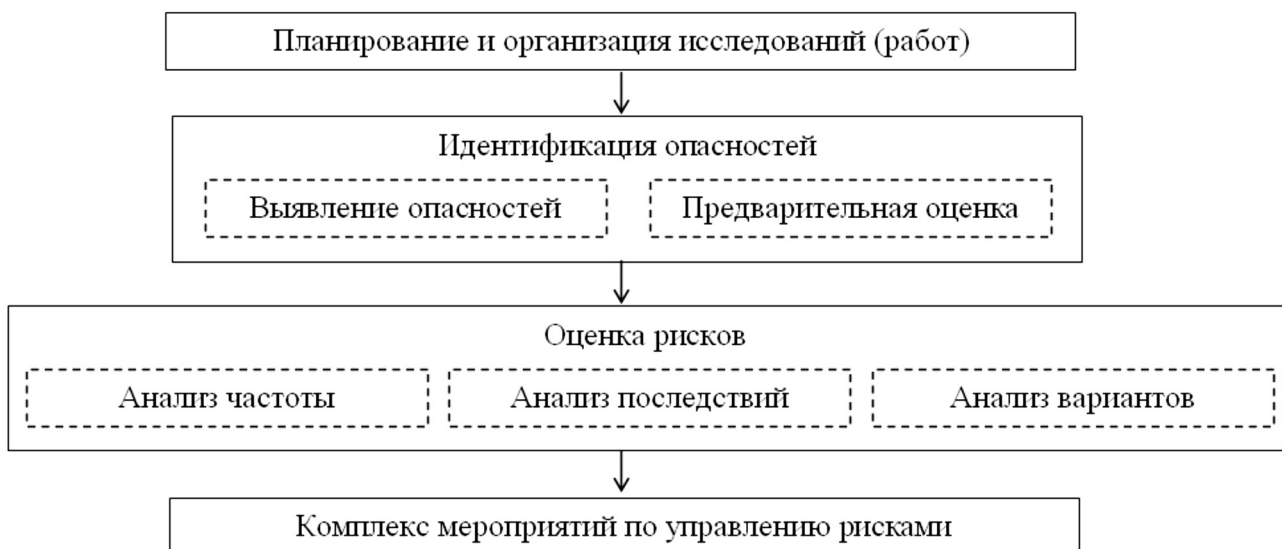 Планирование и организация исследований (работ)
Идентификация опасностей
Выявление опасностей
Предварительная оценка
Оценка рисков
Анализ частоты
Анализ последствий
Анализ вариантов
Комплекс мероприятий по управлению рисками